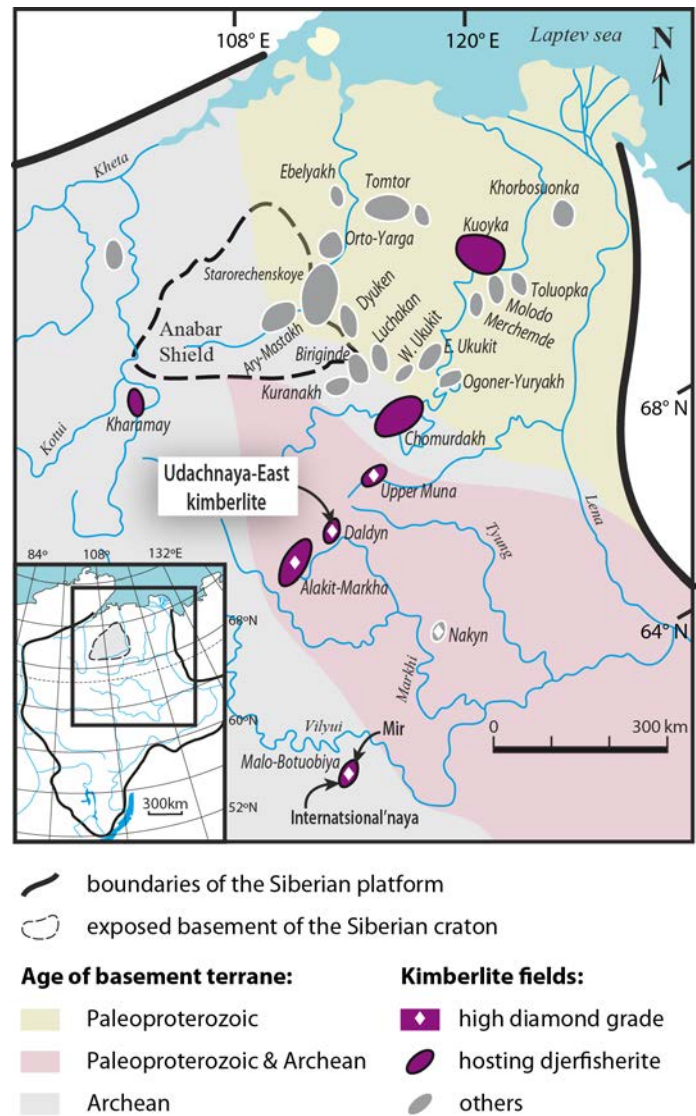 108° E
120° E
Laptev sea
N
Kheta
Ebelyakh
Tomtor
Khorbosuonka
Kuoyka
Orto-Yarga
Starorechenskoye
Dyuken
Toluopka
Molodo
Merchemde
Anabar
Shield
Ary-Mastakh
Luchakan
W. Ukukit
E. Ukukit
Biriginde
Kuranakh
Ogoner-Yuryakh
68° N
Kotui
Kharamay
Chomurdakh
Udachnaya-East
kimberlite
Upper Muna
Lena
Daldyn
Tyung
Alakit-Markha
84°
108°
132°E
Nakyn
64° N
68°N
Markhi
60°N
Vilyui
Mir
0
300 km
Malo-Botuobiya
Internatsional'naya
300km
52°N
boundaries of the Siberian platform
exposed basement of the Siberian craton
Age of basement terrane:
Kimberlite fields:
Paleoproterozoic
high diamond grade
Paleoproterozoic & Archean
hosting djerfisherite
Archean
others